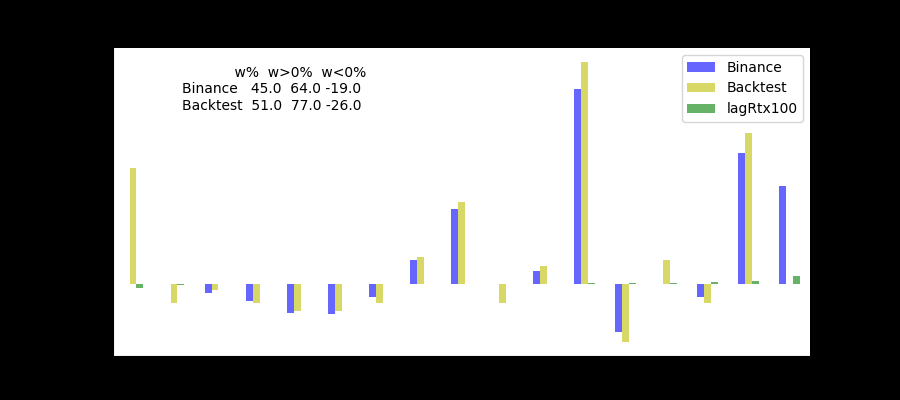 w% w>0% w<0%
Binance 45.0 64.0 -19.0
Backtest 51.0 77.0 -26.0
Binance
Backtest
lagRtx100